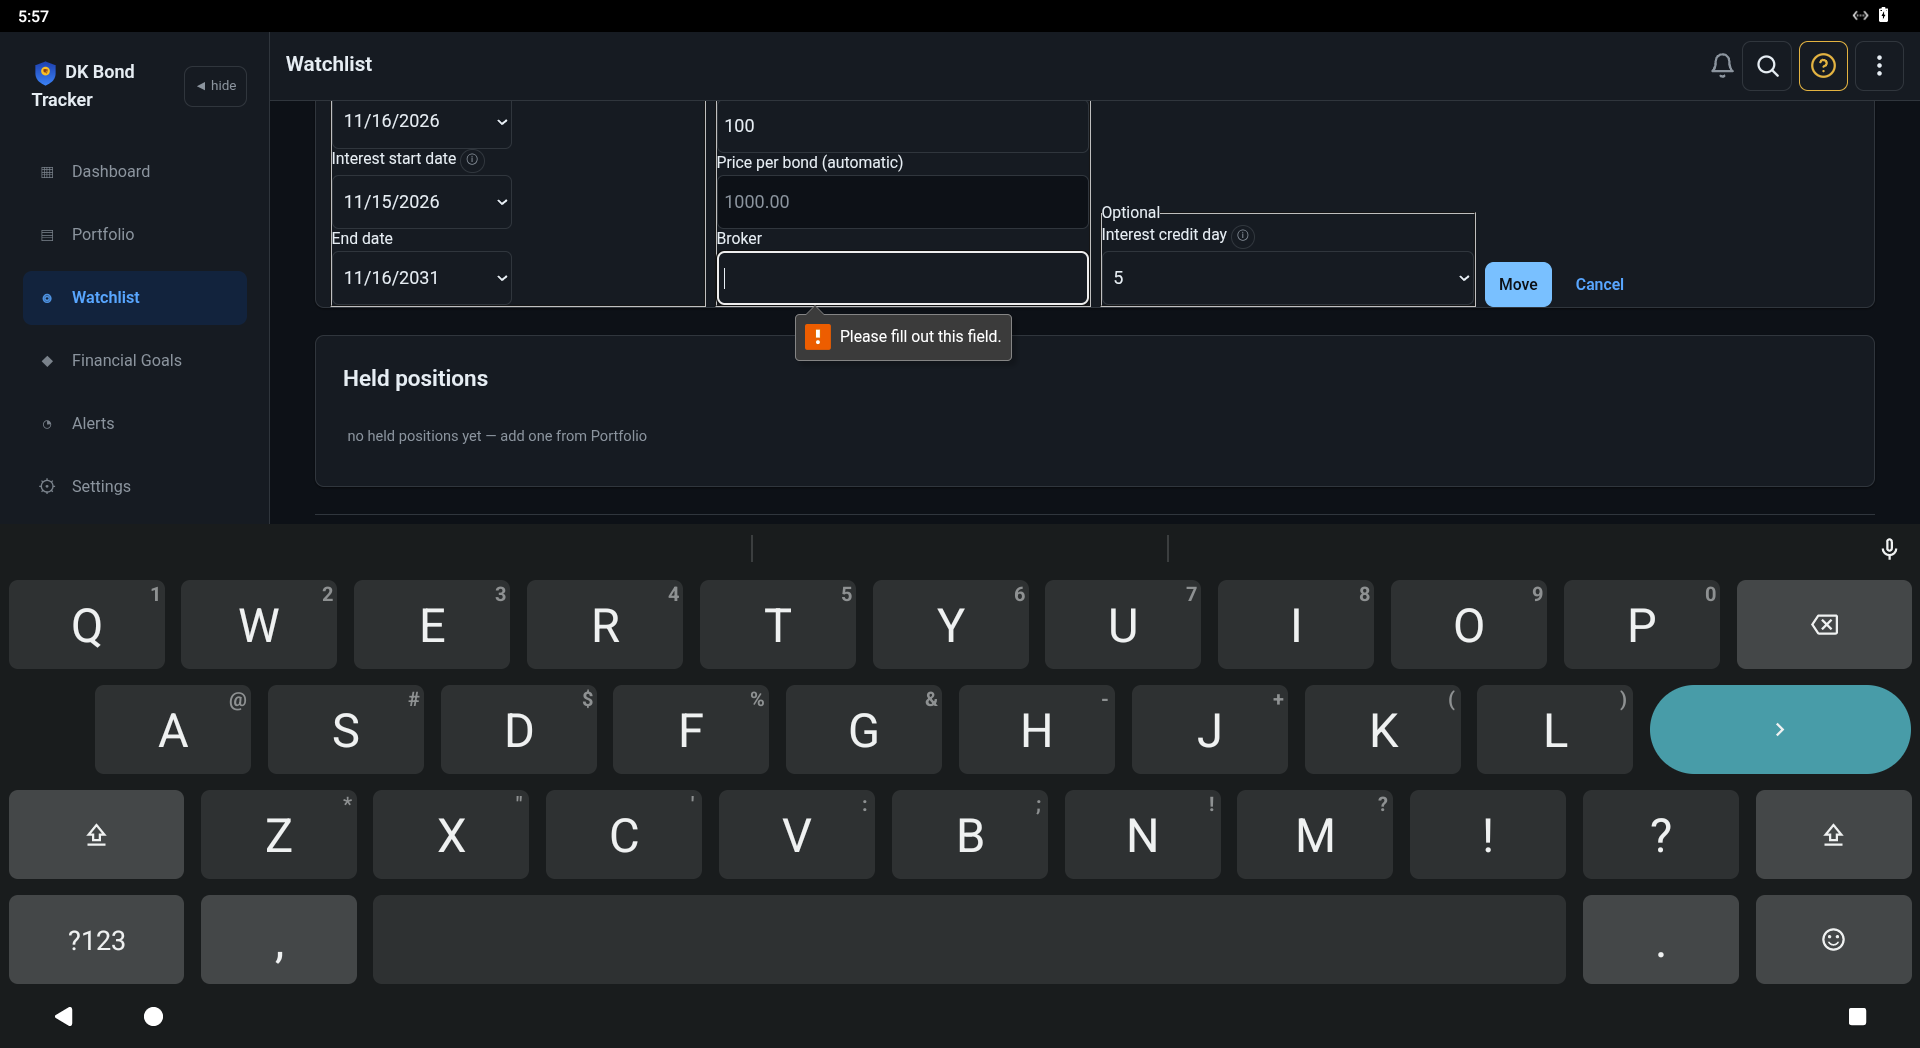 5:57
DK Bond
Tracker
◄ hide
Watchlist
Dashboard
Portfolio
Watchlist
Financial Goals
Alerts
Settings
11/16/2026
Interest start date
11/15/2026
End date
11/16/2031
100
Price per bond (automatic)
1000.00
Broker
Optional
Interest credit day
5
Move
Cancel
Please fill out this field.
Held positions
no held positions yet — add one from Portfolio
Q 1 W 2 E 3 R 4 T 5 Y 6 U 7 I 8 O 9 P 0
A @ S # D $ F % G & H - J + K ( L )
Z * X " C ' V : B ; N ! M ? ! ?
?123 , .